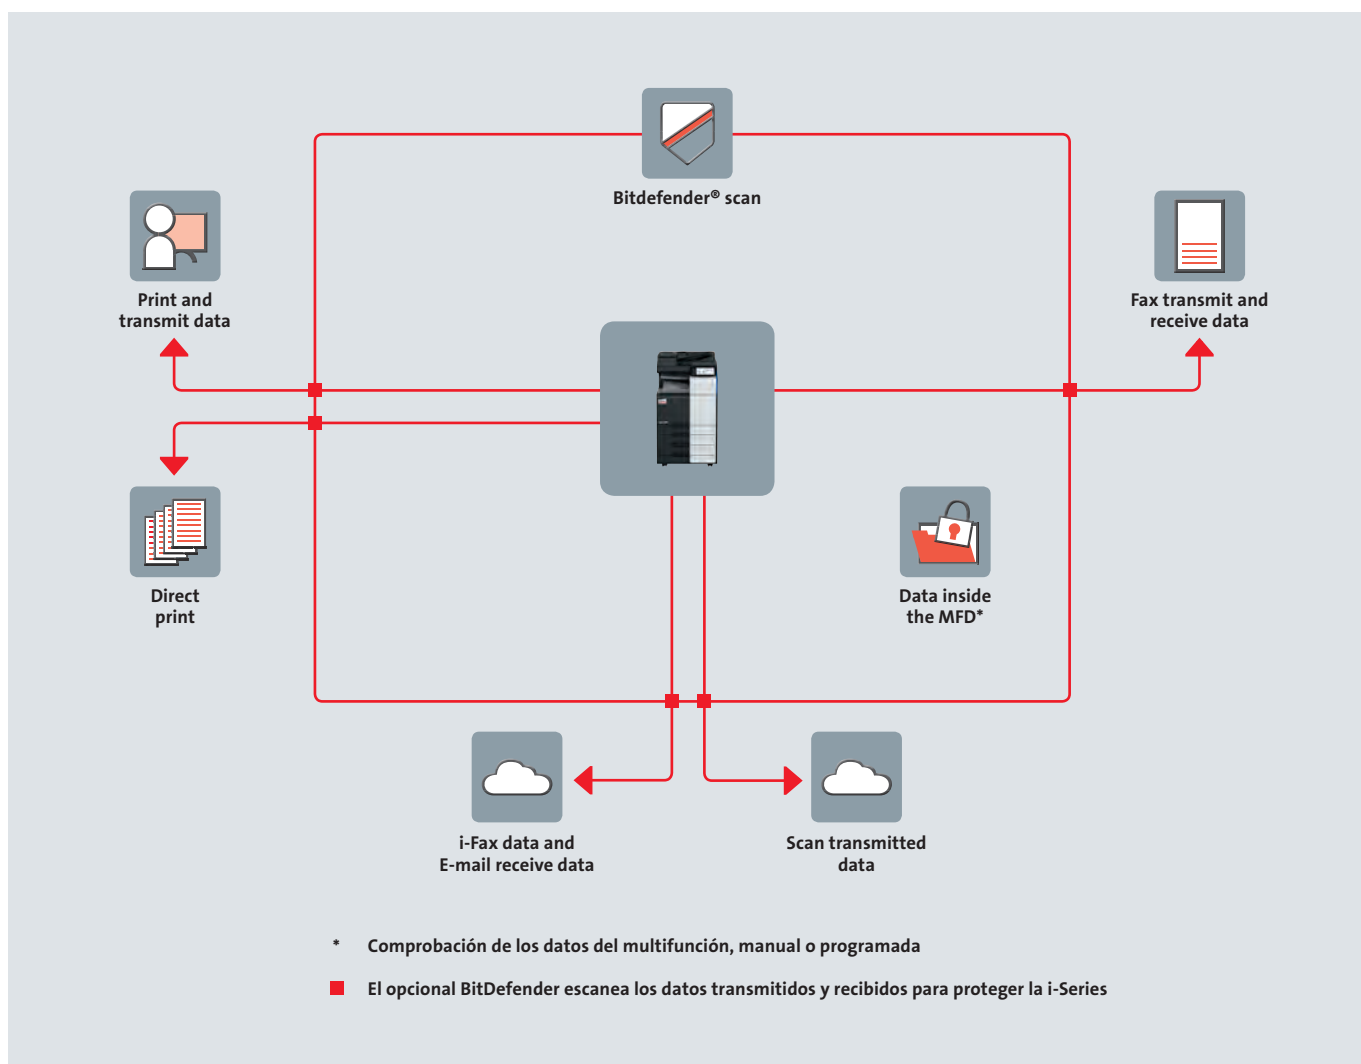 Bitdefender® scan
Print and
transmit data
Fax transmit and
receive data
Direct
print
Data inside
the MFD*
i-Fax data and
E-mail receive data
Scan transmitted
data
* Comprobación de los datos del multifunción, manual o programada
El opcional BitDefender escanea los datos transmitidos y recibidos para proteger la i-Series